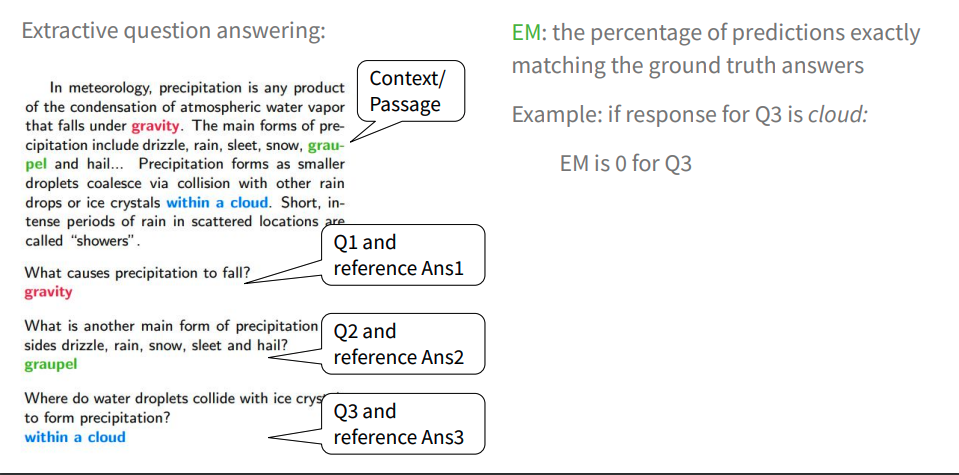 Extractive question answering:
In meteorology, precipitation is any product
of the condensation of atmospheric water vapor
that falls under gravity. The main forms of pre-
cipitation include drizzle, rain, sleet, snow, grau-
pel and hail... Precipitation forms as smaller
droplets coalesce via collision with other rain
drops or ice crystals within a cloud. Short, in-
tense periods of rain in scattered locations are
called “showers”.
Context/
Passage
What causes precipitation to fall?
gravity
Q1 and
reference Ans1
What is another main form of precipitation
sides drizzle, rain, snow, sleet and hail?
graupel
Q2 and
reference Ans2
Where do water droplets collide with ice
to form precipitation?
within a cloud
Q3 and
reference Ans3
EM: the percentage of predictions exactly
matching the ground truth answers
Example: if response for Q3 is cloud:
EM is 0 for Q3